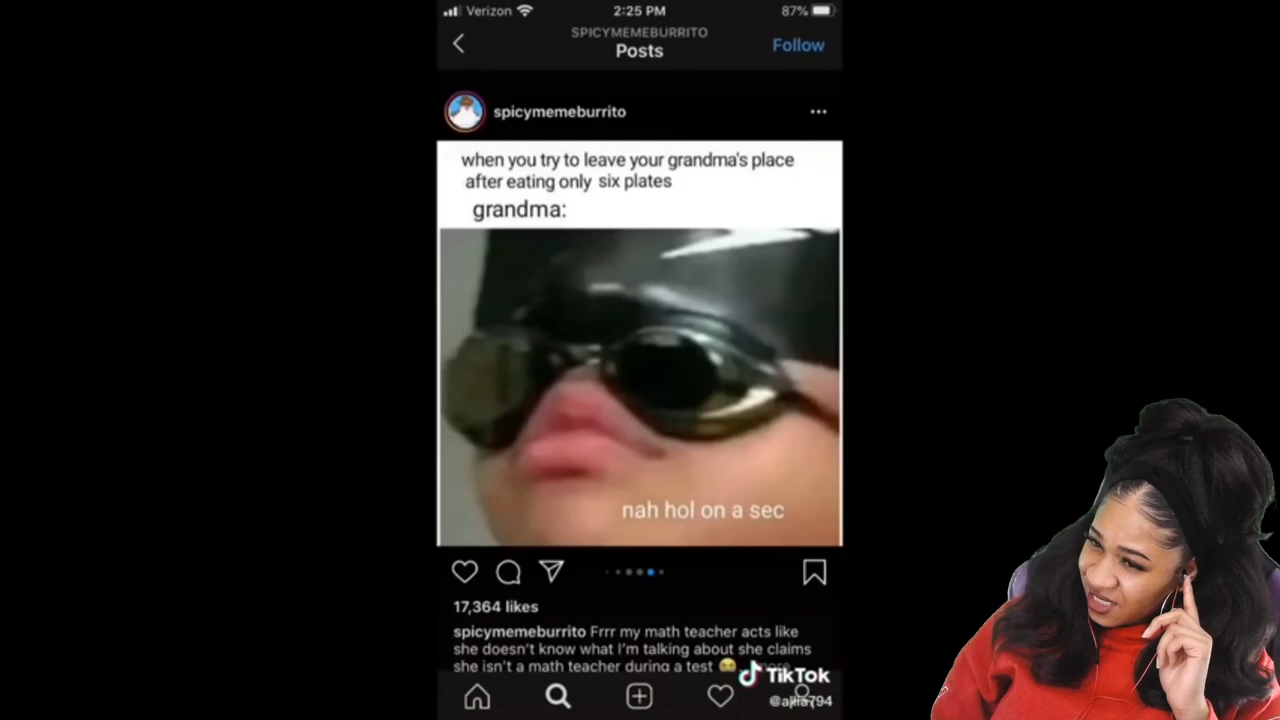 Verizon 2:25 PM 87%
SPICYMEMEBURRITO
Posts
Follow
spicymemeburrito
when you try to leave your grandma's place
after eating only six plates
grandma:
nah hol on a sec
17,364 likes
spicymemeburrito Frrr my math teacher acts like
she doesn't know what I'm talking about she claims
she isn't a math teacher during a test 😂... more
TikTok